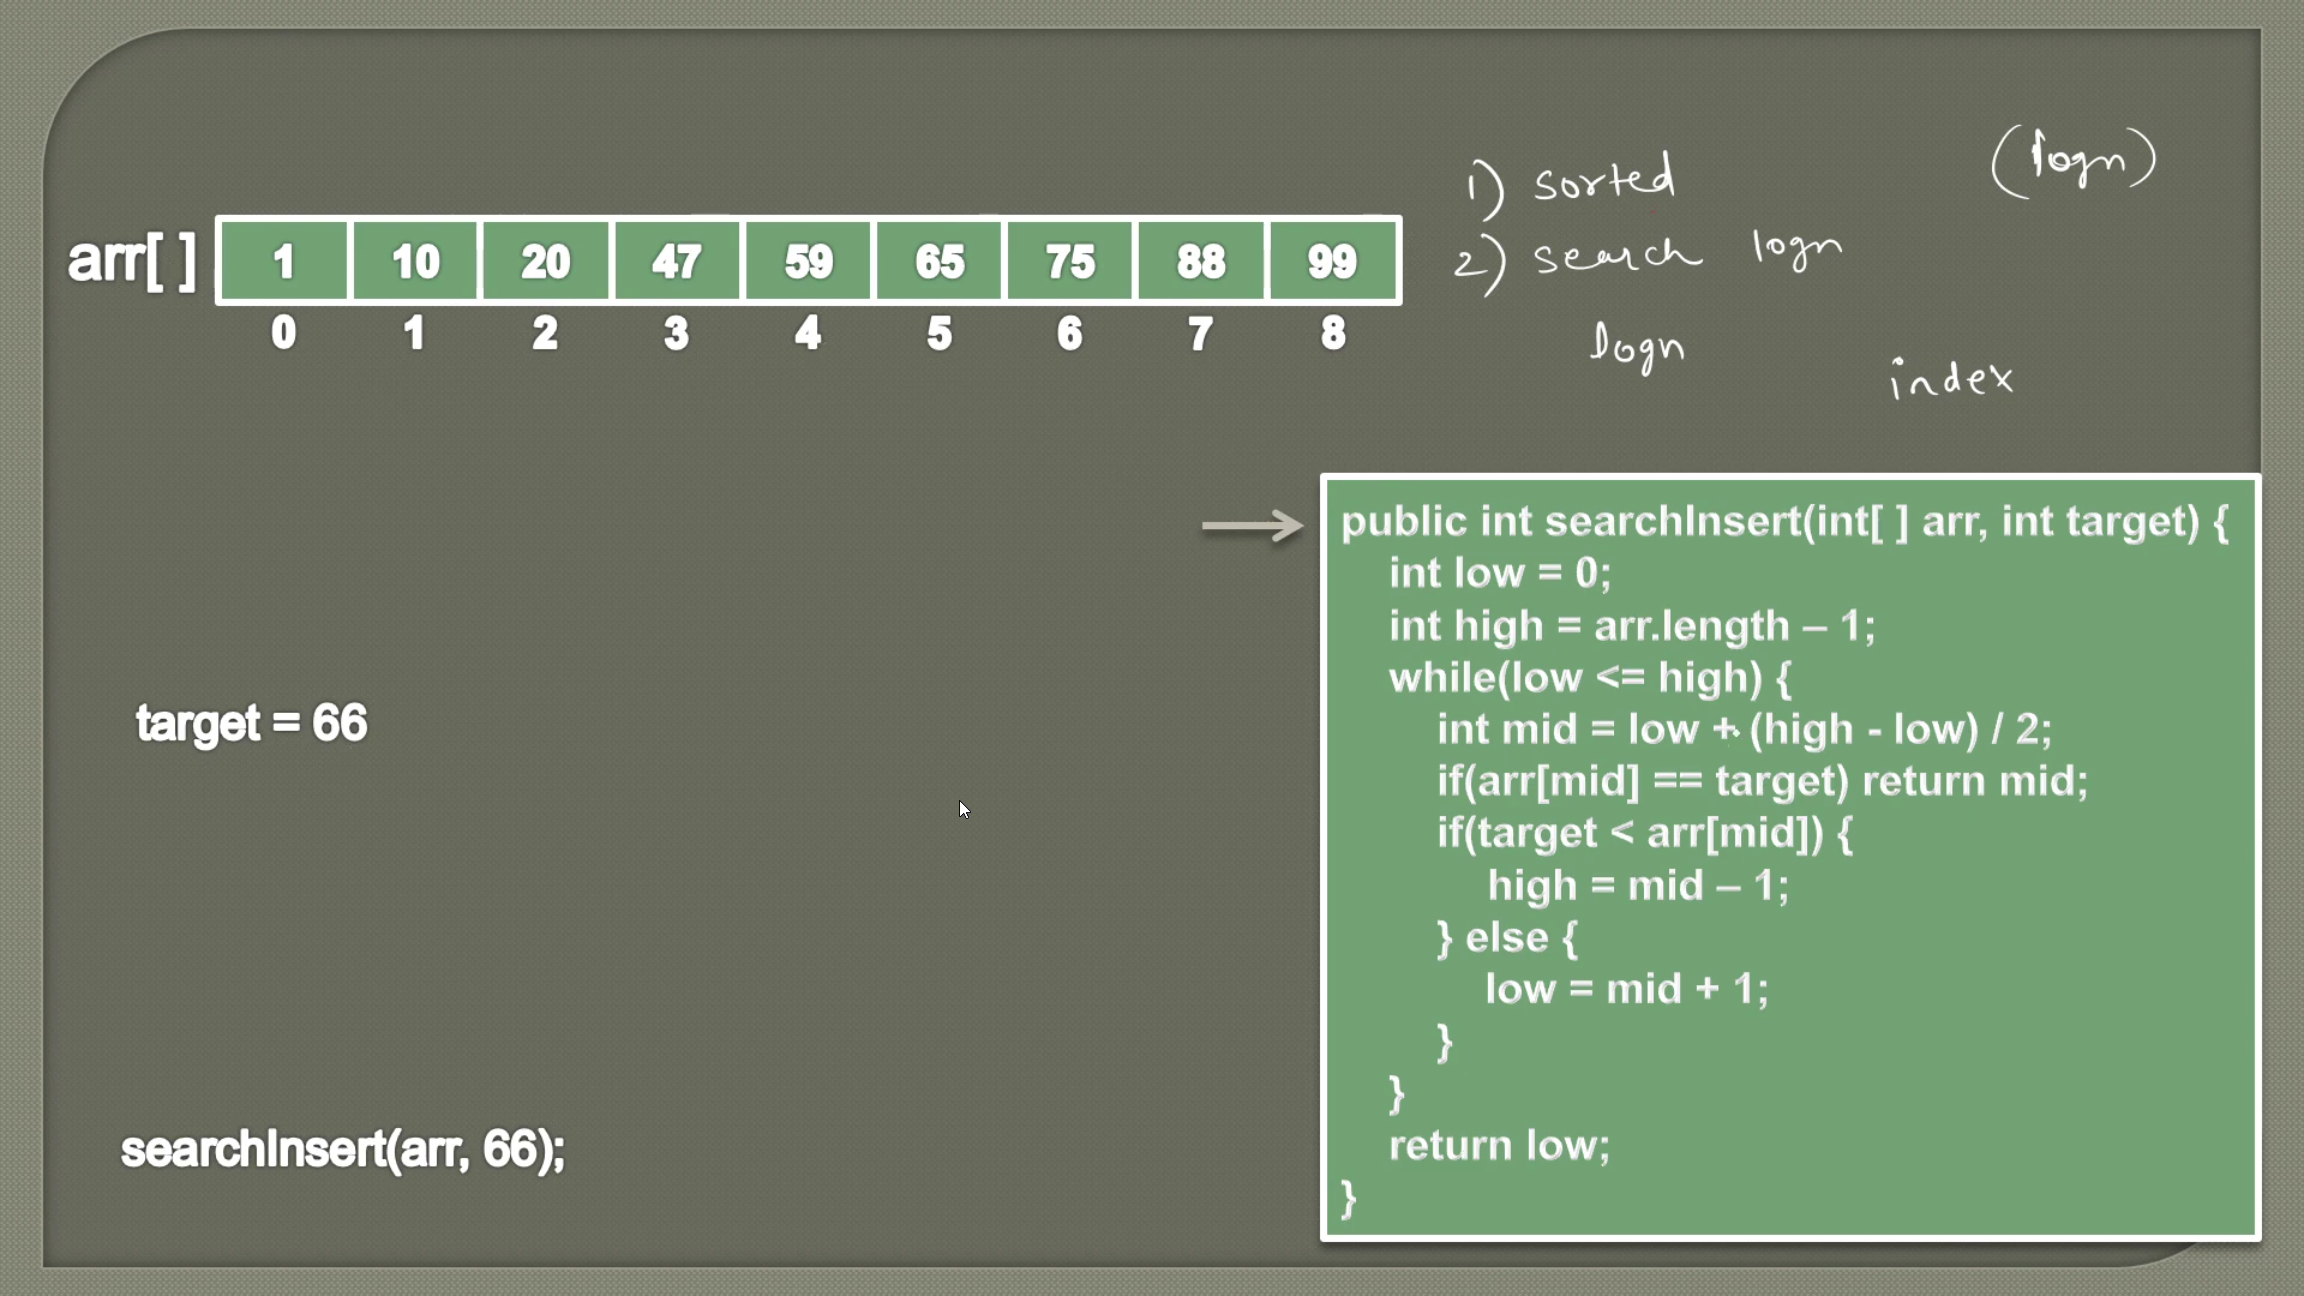 (logn)
1) sorted
arr[ ] 1 10 20 47 59 65 75 88 99
2) search logn
0 1 2 3 4 5 6 7 8
logn
index
public int searchInsert(int[ ] arr, int target) {
int low = 0;
int high = arr.length – 1;
while(low <= high) {
target = 66
int mid = low + (high - low) / 2;
if(arr[mid] == target) return mid;
if(target < arr[mid]) {
high = mid – 1;
} else {
low = mid + 1;
}
}
searchInsert(arr, 66);
return low;
}